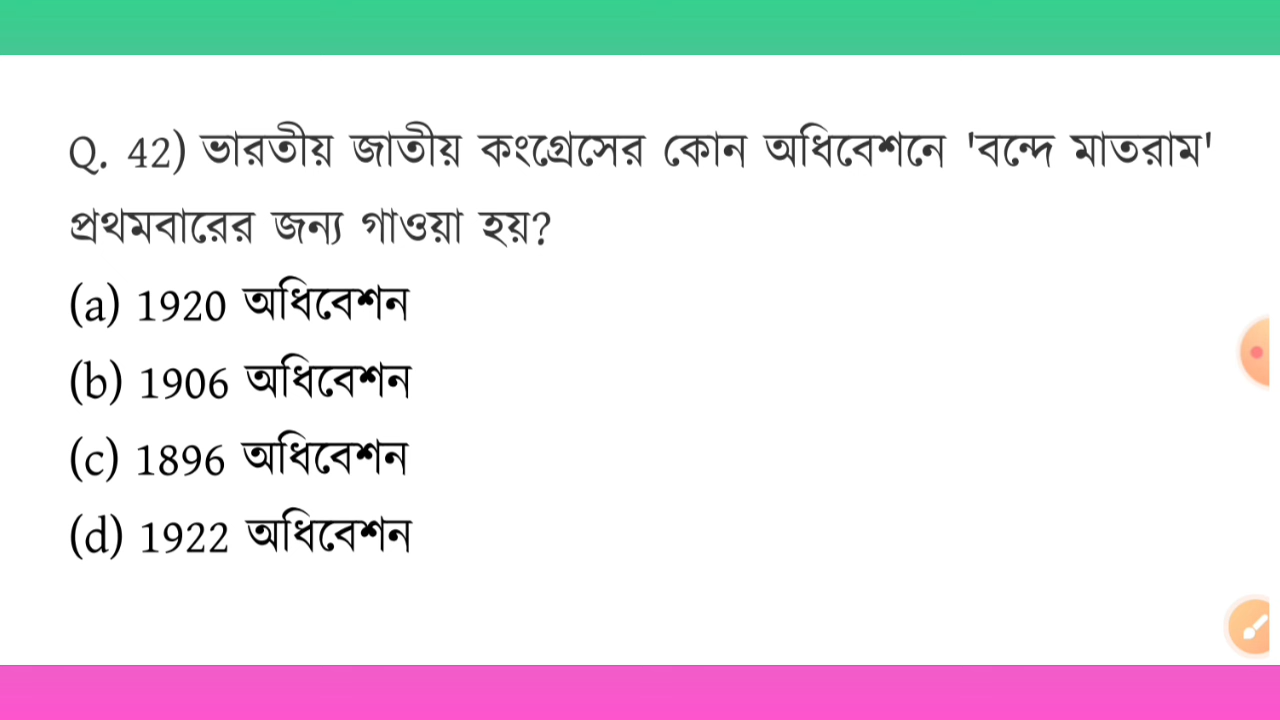 Q. 42) ভারতীয় জাতীয় কংগ্রেসের কোন অধিবেশনে 'বন্দে মাতরাম'
প্রথমবারের জন্য গাওয়া হয়?
(a) 1920 অধিবেশন
(b) 1906 অধিবেশন
(c) 1896 অধিবেশন
(d) 1922 অধিবেশন